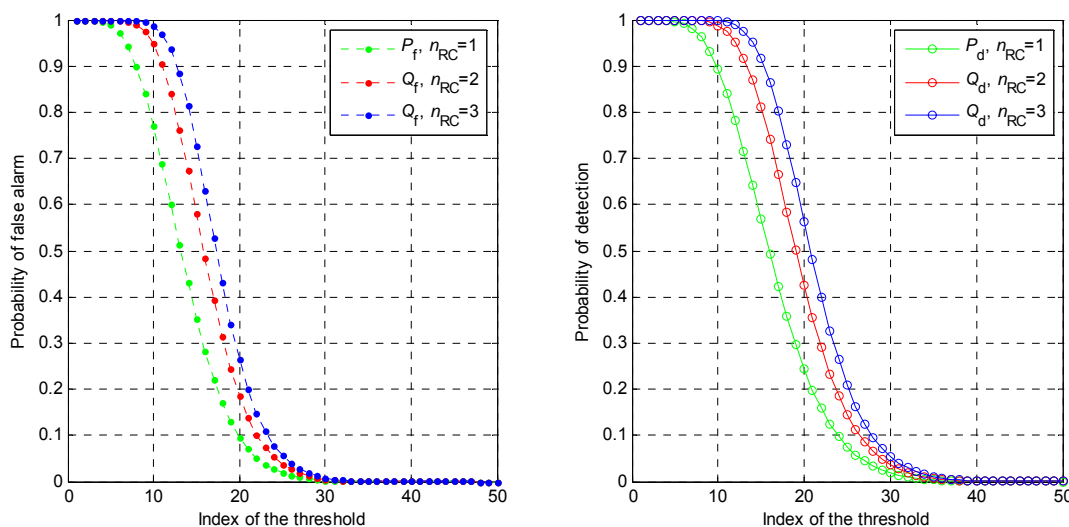 1
0.9
0.8
0.7
0.6
0.5
0.4
0.3
0.2
0.1
0
0 10 20 30 40 50
Index of the threshold
Probability of false alarm
P_f, n_RC=1
Q_f, n_RC=2
Q_f, n_RC=3
1
0.9
0.8
0.7
0.6
0.5
0.4
0.3
0.2
0.1
0
0 10 20 30 40 50
Index of the threshold
Probability of detection
P_d, n_RC=1
Q_d, n_RC=2
Q_d, n_RC=3